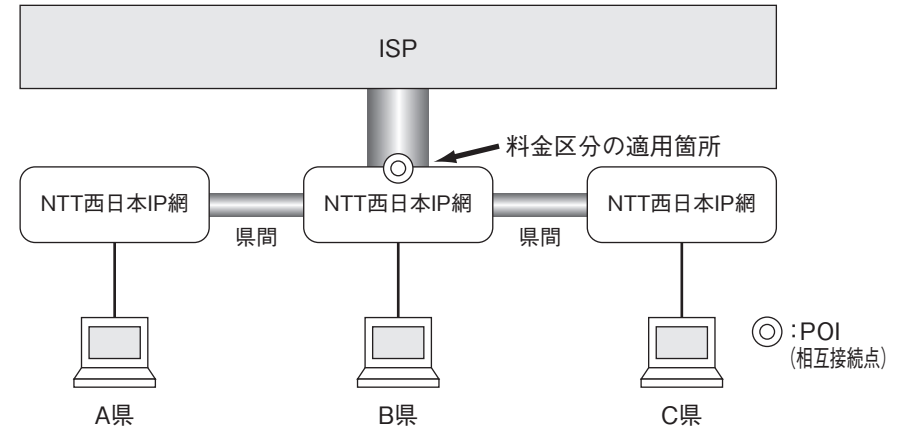 ISP
料金区分の適用箇所
NTT西日本IP網
NTT西日本IP網
NTT西日本IP網
県間
県間
:POI
(相互接続点)
A県
B県
C県